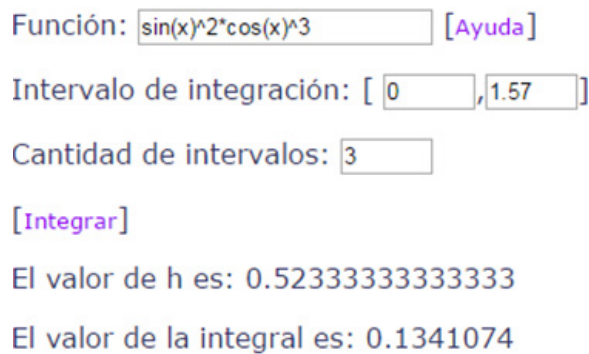 Función: sin(x)^2*cos(x)^3 [Ayuda]
Intervalo de integración: [ 0 ,1.57 ]
Cantidad de intervalos: 3
[Integrar]
El valor de h es: 0.52333333333333
El valor de la integral es: 0.1341074